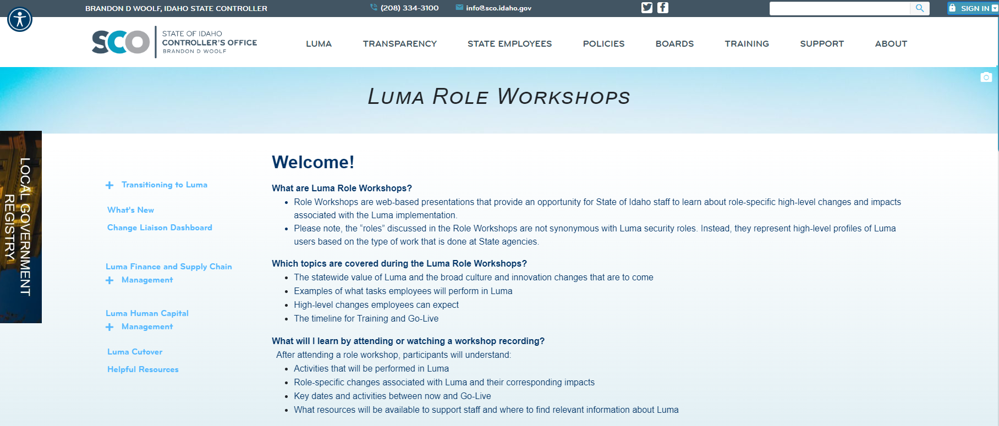 BRANDON D WOOLF, IDAHO STATE CONTROLLER
(208) 334-3100
info@sco.idaho.gov
SIGN IN
SCO
STATE OF IDAHO
CONTROLLER'S OFFICE
BRANDON D WOOLF
LUMA
TRANSPARENCY
STATE EMPLOYEES
POLICIES
BOARDS
TRAINING
SUPPORT
ABOUT
LUMA ROLE WORKSHOPS
LOCAL GOVERNMENT
REGISTRY
Transitioning to Luma
What's New
Change Liaison Dashboard
Luma Finance and Supply Chain
Management
Luma Human Capital
Management
Luma Cutover
Helpful Resources
Welcome!
What are Luma Role Workshops?
• Role Workshops are web-based presentations that provide an opportunity for State of Idaho staff to learn about role-specific high-level changes and impacts
associated with the Luma implementation.
• Please note, the “roles” discussed in the Role Workshops are not synonymous with Luma security roles. Instead, they represent high-level profiles of Luma
users based on the type of work that is done at State agencies.
Which topics are covered during the Luma Role Workshops?
• The statewide value of Luma and the broad culture and innovation changes that are to come
• Examples of what tasks employees will perform in Luma
• High-level changes employees can expect
• The timeline for Training and Go-Live
What will I learn by attending or watching a workshop recording?
After attending a role workshop, participants will understand:
• Activities that will be performed in Luma
• Role-specific changes associated with Luma and their corresponding impacts
• Key dates and activities between now and Go-Live
• What resources will be available to support staff and where to find relevant information about Luma